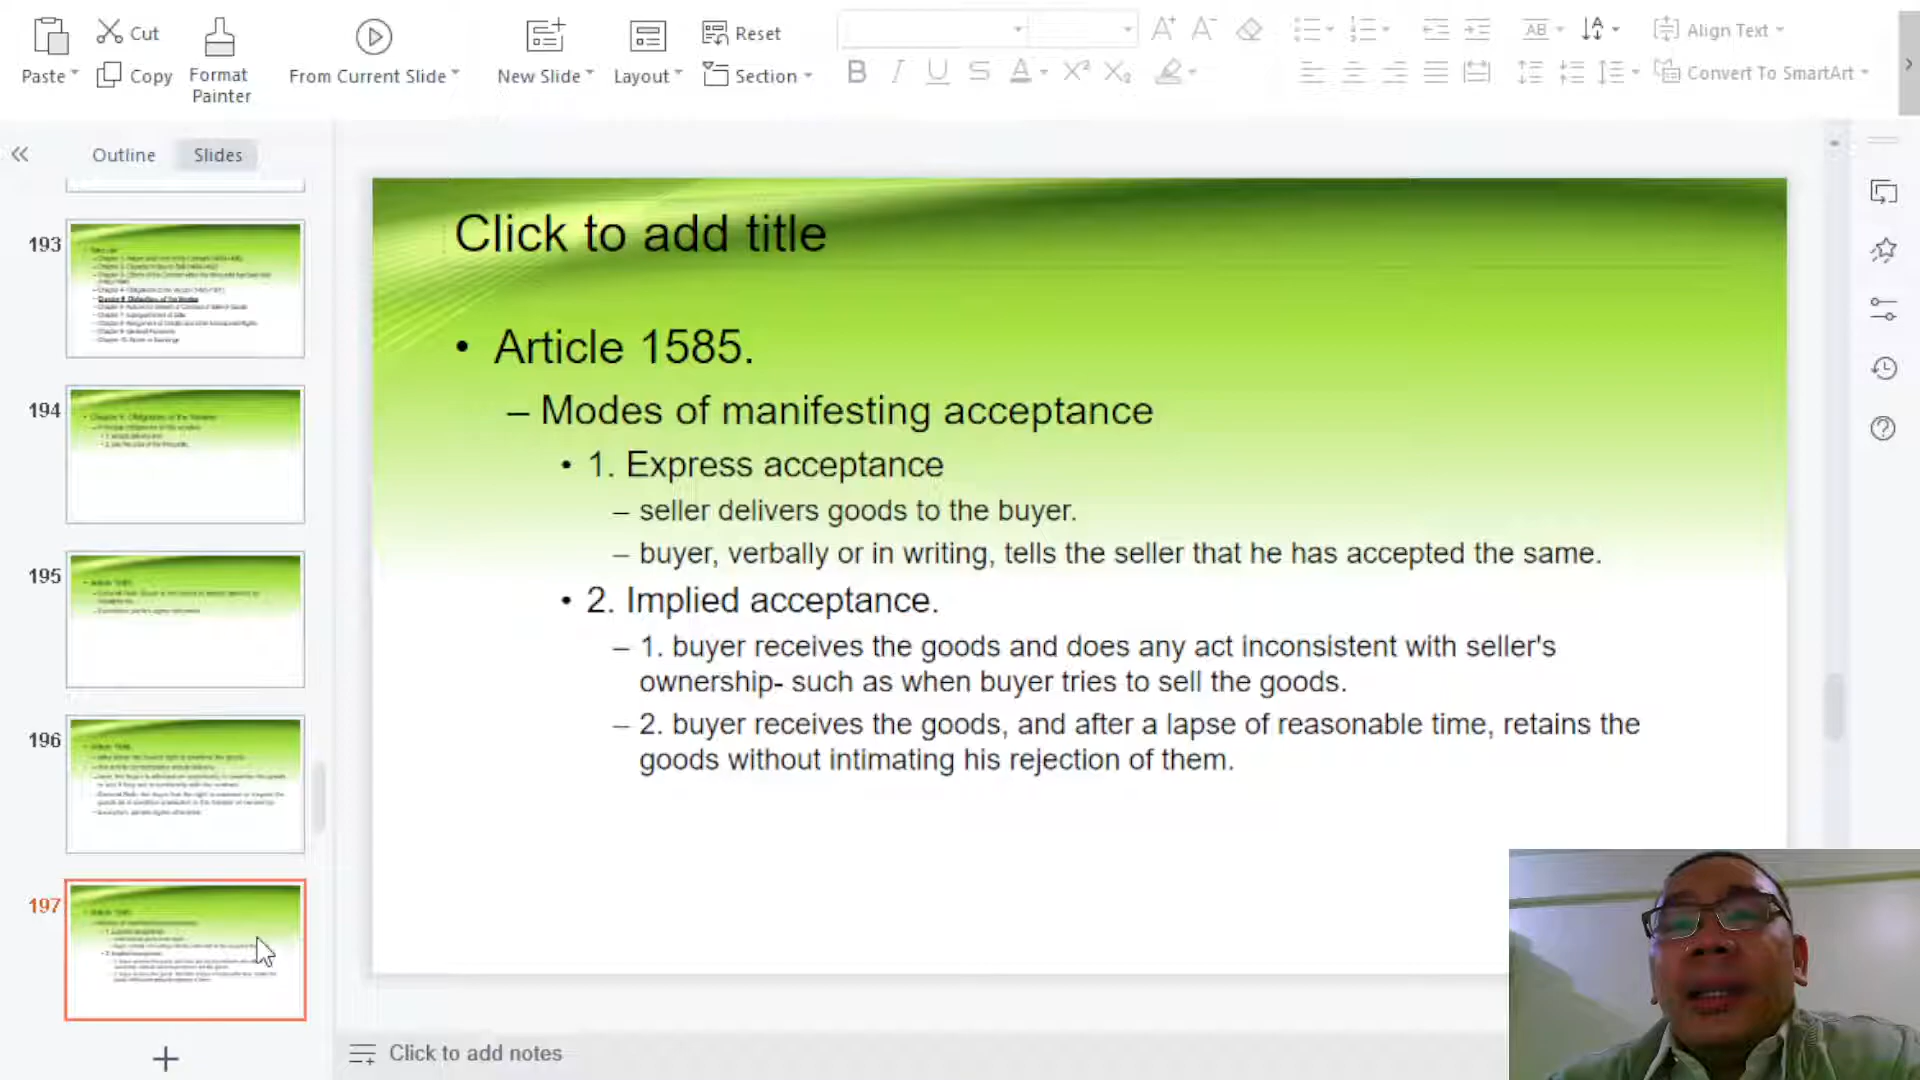 Paste
Cut
Copy
Format
Painter
From Current Slide
New Slide
Layout
Reset
Section
B I U S A X² X₂
AB
Align Text
Convert To SmartArt
Outline
Slides
193
194
195
196
197
Click to add title
• Article 1585.
– Modes of manifesting acceptance
• 1. Express acceptance
– seller delivers goods to the buyer.
– buyer, verbally or in writing, tells the seller that he has accepted the same.
• 2. Implied acceptance.
– 1. buyer receives the goods and does any act inconsistent with seller's
ownership- such as when buyer tries to sell the goods.
– 2. buyer receives the goods, and after a lapse of reasonable time, retains the
goods without intimating his rejection of them.
Click to add notes